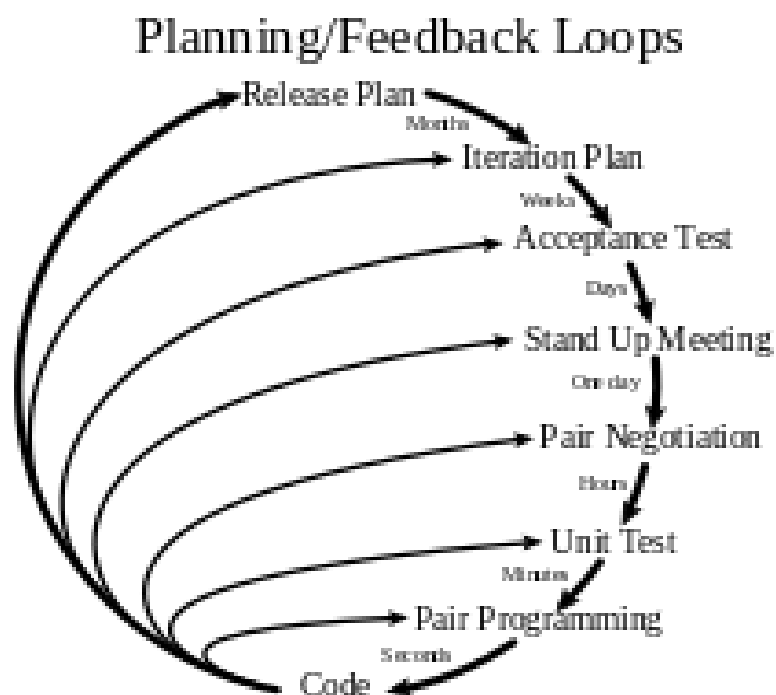 Planning/Feedback Loops
Release Plan
Months
Iteration Plan
Weeks
Acceptance Test
Days
Stand Up Meeting
One day
Pair Negotiation
Hours
Unit Test
Minutes
Pair Programming
Seconds
Code